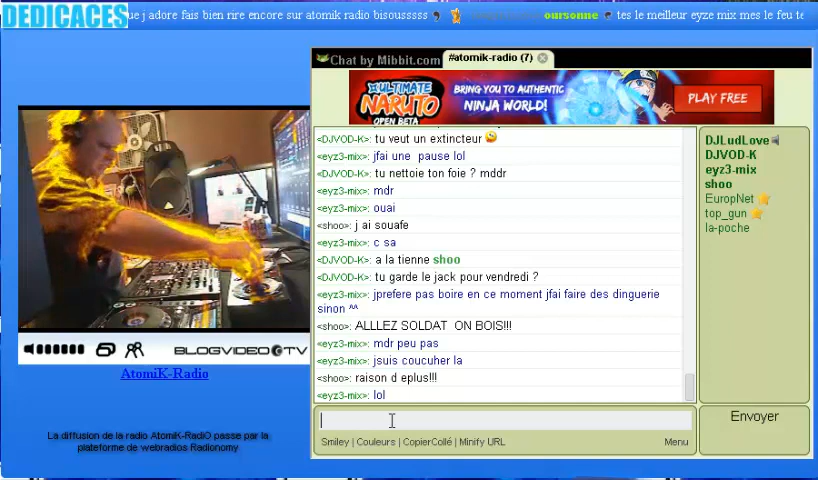 DEDICACES
que j adore fais bien rire encore sur atomik radio bisousssss
oursonne
tes le meilleur eyze mix mes le feu te
Chat by Mibbit.com
#atomik-radio (7)
ULTIMATE
NARUTO
OPEN BETA
BRING YOU TO AUTHENTIC
NINJA WORLD!
PLAY FREE
<DJVOD-K>: tu veut un extincteur
<eyz3-mix>: jfai une pause lol
<DJVOD-K>: tu nettoie ton foie ? mddr
<eyz3-mix>: mdr
<eyz3-mix>: ouai
<shoo>: j ai souafe
<eyz3-mix>: c sa
<DJVOD-K>: a la tienne shoo
<DJVOD-K>: tu garde le jack pour vendredi ?
<eyz3-mix>: jprefere pas boire en ce moment jfai faire des dinguerie
sinon ^^
<shoo>: ALLLEZ SOLDAT ON BOIS!!!
<eyz3-mix>: mdr peu pas
<eyz3-mix>: jsuis coucuher la
<shoo>: raison d eplus!!!
<eyz3-mix>: lol
DJLudLove
DJVOD-K
eyz3-mix
shoo
EuropNet
top_gun
la-poche
BLOGVIDEO TV
AtomiK-Radio
La diffusion de la radio AtomiK-RadiO passe par la
plateforme de webradios Radionomy
Envoyer
Smiley | Couleurs | CopierCollé | Minify URL
Menu